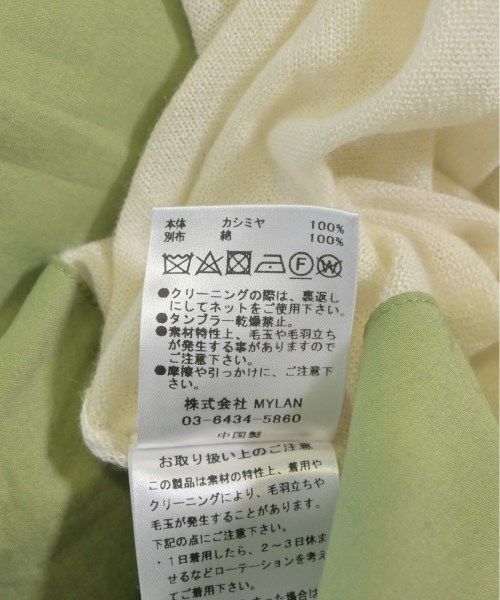 本体 カシミヤ 100%
別布 綿 100%
●クリーニングの際は、裏返し
にしてネットをご使用下さい。
●タンブラー乾燥禁止。
●素材特性上、毛玉や毛羽立ち
が発生する事がありますので
ご注意下さい。
●摩擦や引っかけに、ご注意下
さい。
株式会社 MYLAN
03-6434-5860
中国製
お取り扱い上のご注意
この製品は素材の特性上、着用や
クリーニングにより、毛羽立ちや
毛玉が発生することがあります。
下記の点にご注意下さい。
・1日着用したら、2〜3日休ま
せるなどローテーションを考え
てご着用下さい。